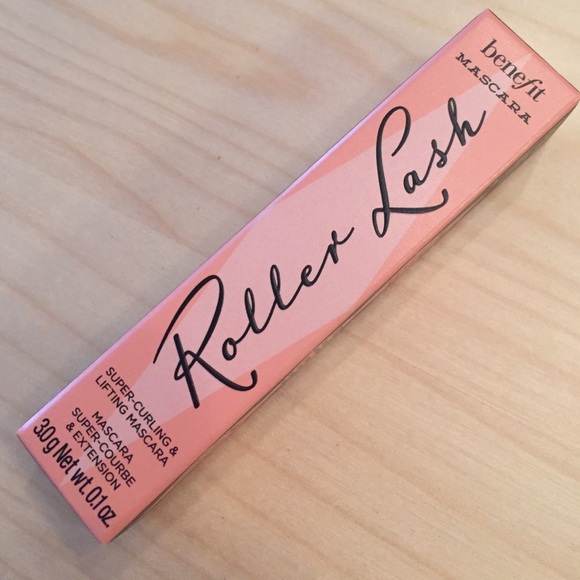 benefit
MASCARA
Roller Lash
SUPER-CURLING &
LIFTING MASCARA
MASCARA
SUPER-COURBE
& EXTENSION
3.0 g Net wt. 0.1 oz.